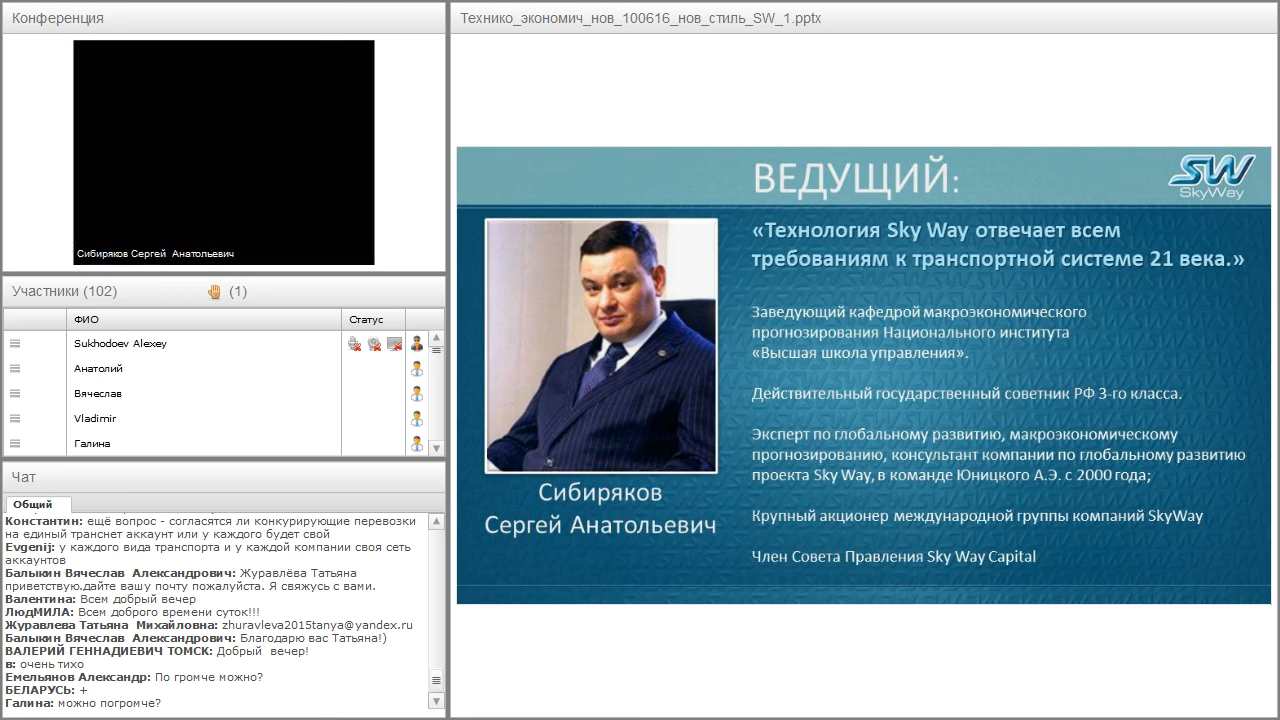 Конференция
Сибиряков Сергей  Анатольевич
Участники (102)
(1)
ФИО
Статус
Sukhodoev Alexey
Анатолий
Вячеслав
Vladimir
Галина
Чат
Общий
Константин: ещё вопрос - согласятся ли конкурирующие перевозки
на единый транснет аккаунт или у каждого будет свой
Evgenij: у каждого вида транспорта и у каждой компании своя сеть
аккаунтов
Балыкин Вячеслав  Александрович: Журавлёва Татьяна
приветствую.дайте вашу почту пожалуйста. Я свяжусь с вами.
Валентина: Всем добрый вечер
ЛюдМИЛА: Всем доброго времени суток!!!
Журавлева Татьяна  Михайловна: zhuravleva2015tanya@yandex.ru
Балыкин Вячеслав  Александрович: Благодарю вас Татьяна!)
ВАЛЕРИЙ ГЕННАДИЕВИЧ ТОМСК: Добрый  вечер!
в: очень тихо
Емельянов Александр: По громче можно?
БЕЛАРУСЬ: +
Галина: можно погромче?
Технико_экономич_нов_100616_нов_стиль_SW_1.pptx
ВЕДУЩИЙ:
SW
SkyWay
«Технология Sky Way отвечает всем
требованиям к транспортной системе 21 века.»
Заведующий кафедрой макроэкономического
прогнозирования Национального института
«Высшая школа управления».
Действительный государственный советник РФ 3-го класса.
Эксперт по глобальному развитию, макроэкономическому
прогнозированию, консультант компании по глобальному развитию
проекта Sky Way, в команде Юницкого А.Э. с 2000 года;
Крупный акционер международной группы компаний SkyWay
Член Совета Правления Sky Way Capital
Сибиряков
Сергей Анатольевич